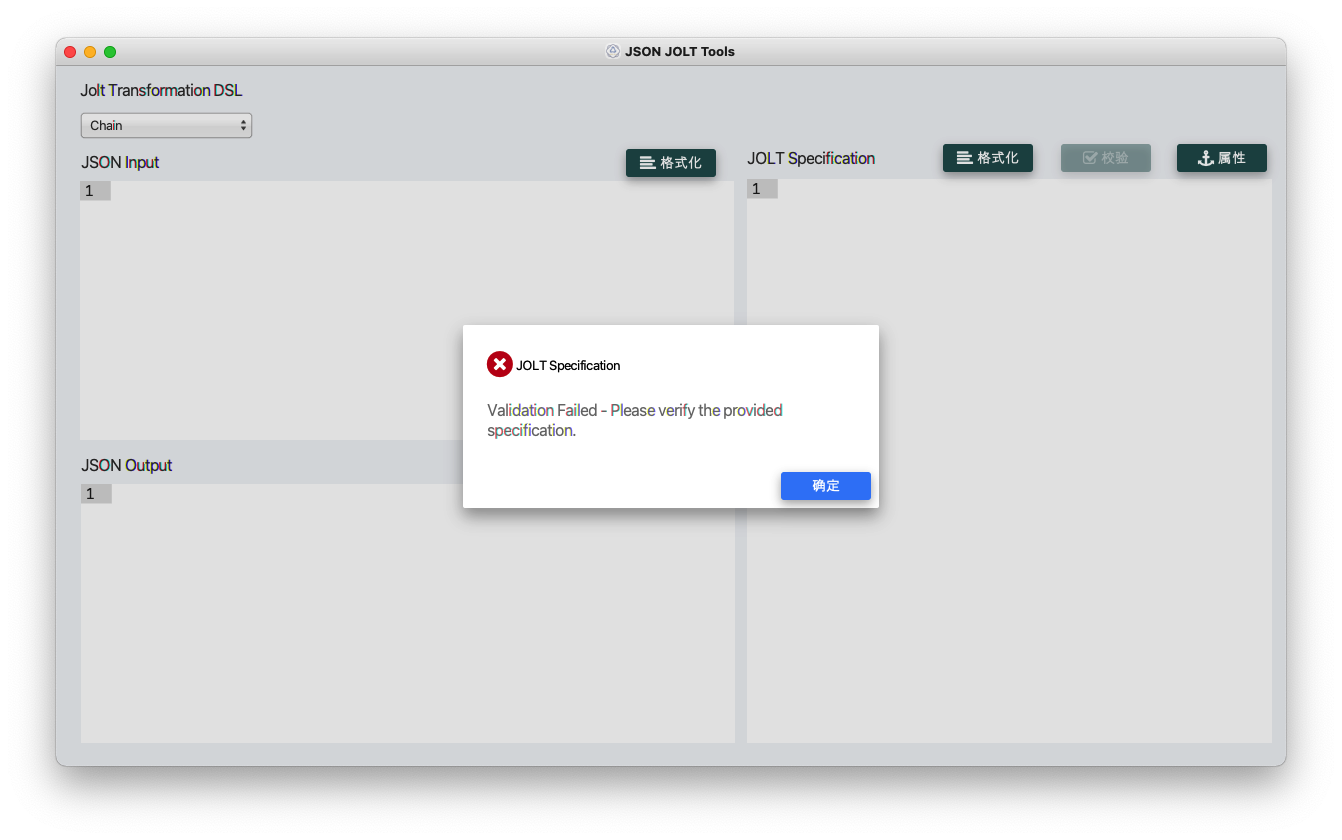 JSON JOLT Tools
Jolt Transformation DSL
Chain
JSON Input
格式化
JOLT Specification
格式化
校验
属性
1
1
JOLT Specification
Validation Failed - Please verify the provided
specification.
确定
JSON Output
1